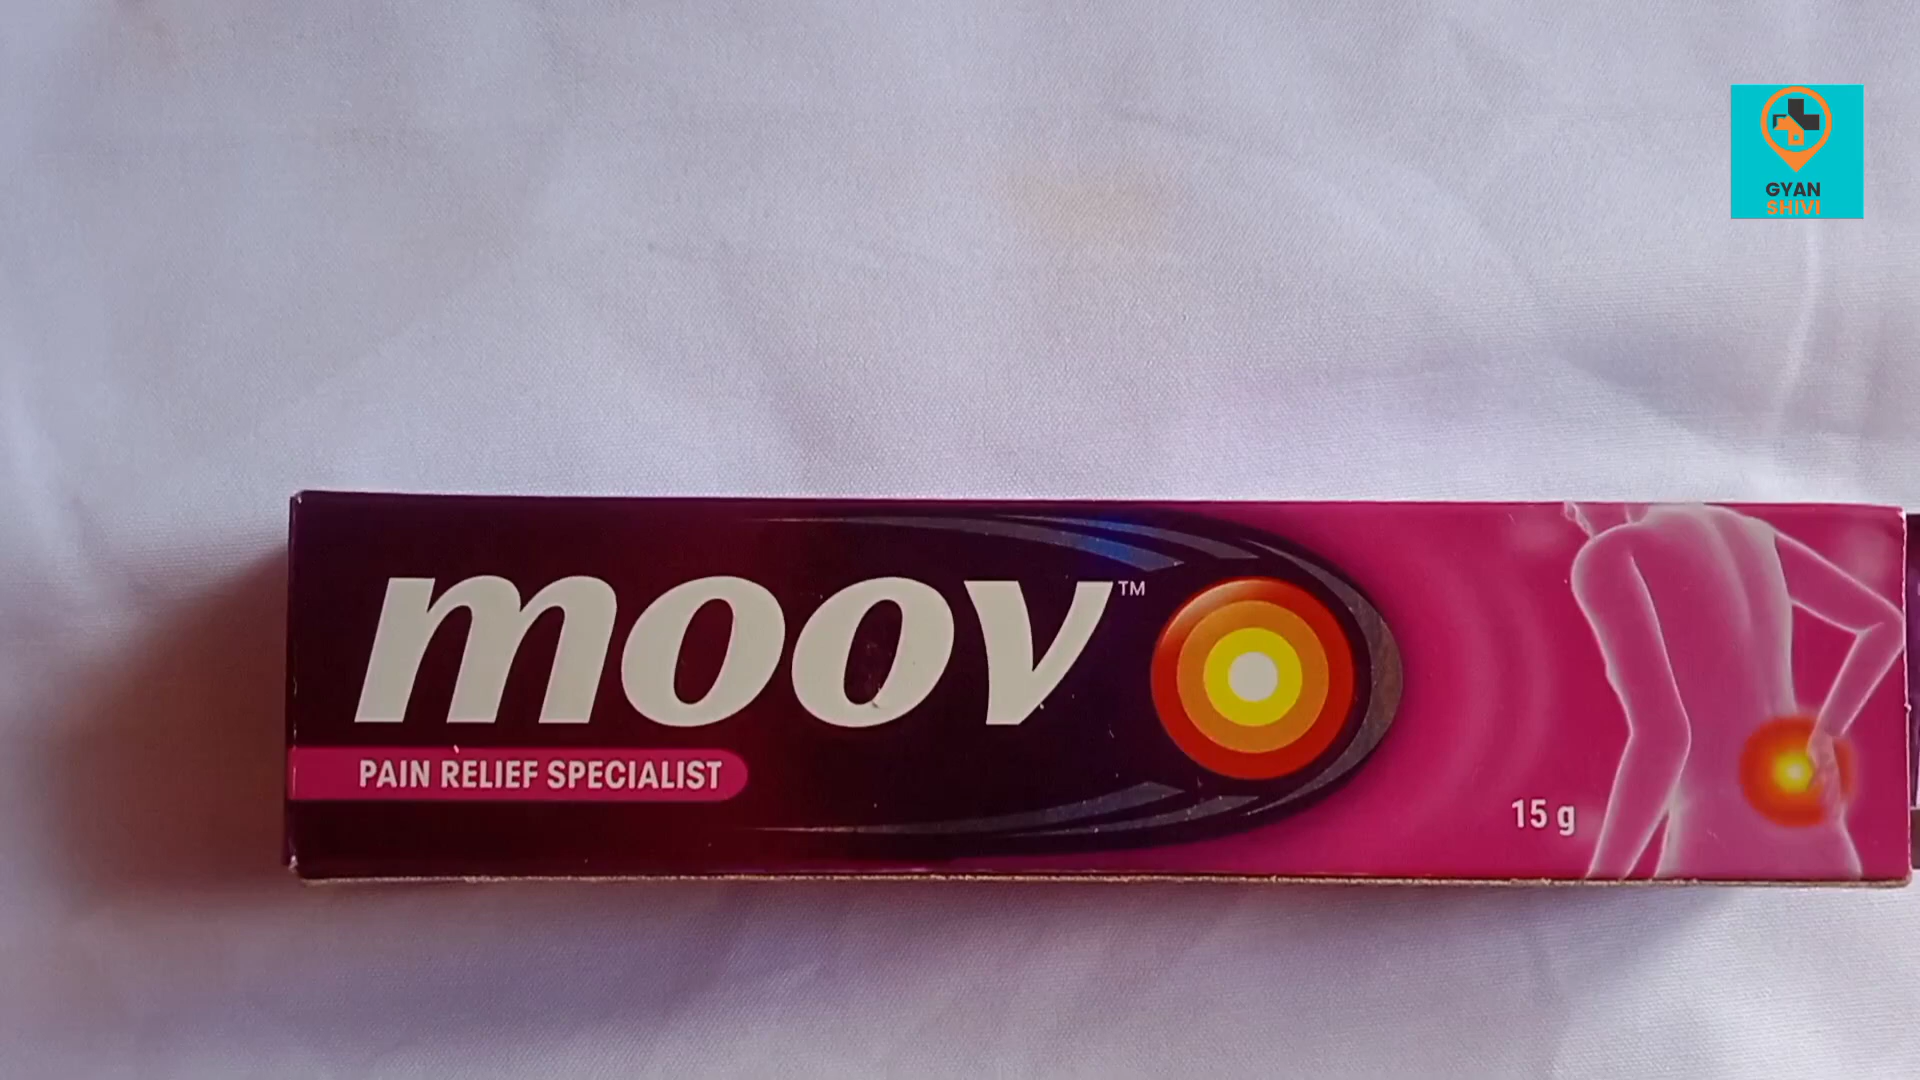 GYAN
SHIVI
moov™
PAIN RELIEF SPECIALIST
15 g